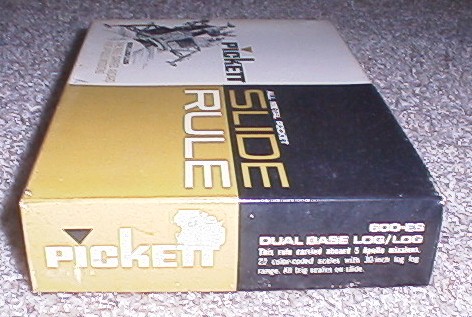 PICKETT
ALL METAL POCKET
SLIDE
RULE
PICKETT
600-ES
DUAL BASE LOG/LOG
This rule carried aboard 5 Apollo missions.
22 color-coded scales with 30-inch log log
range. All trig scales on slide.